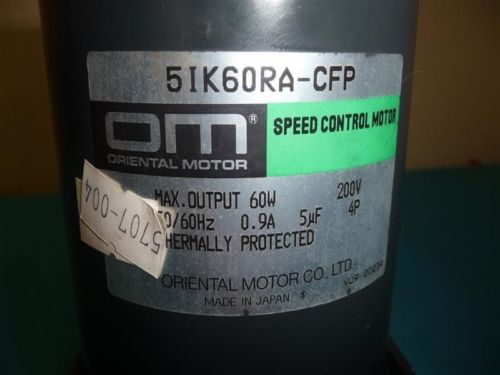 5IK60RA-CFP
OM®
ORIENTAL MOTOR
SPEED CONTROL MOTOR
MAX.OUTPUT 60W 200V
50/60Hz 0.9A 5µF 4P
THERMALLY PROTECTED
5707-004
ORIENTAL MOTOR CO., LTD.
MADE IN JAPAN S